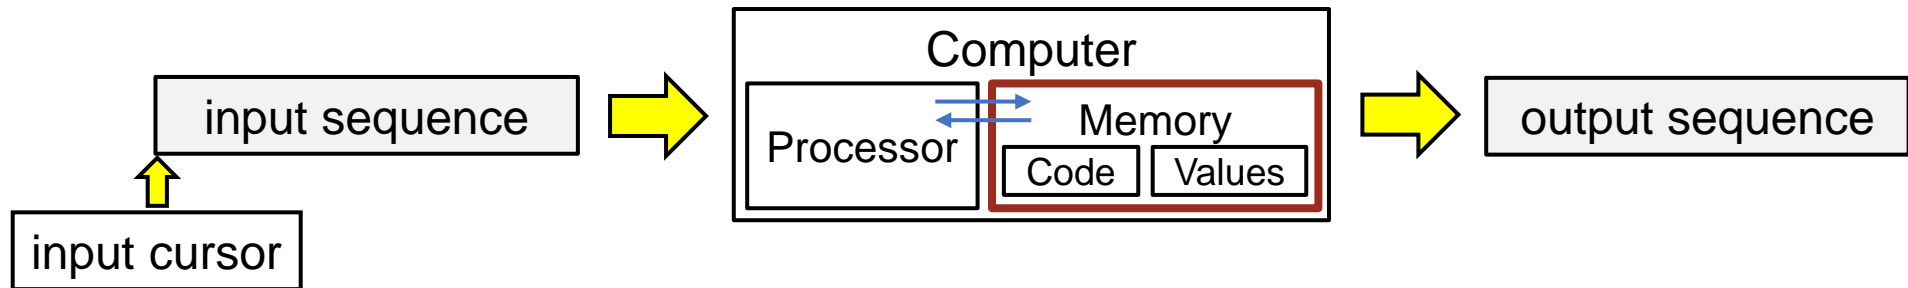 Computer
input sequence
Processor
Memory
Code
Values
output sequence
input cursor